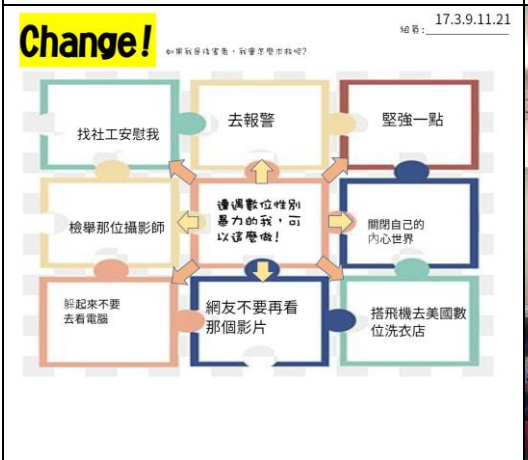 Change!
如果我是被害者，我會怎麼求救呢?
組員:
17.3.9.11.21
找社工安慰我
去報警
堅強一點
檢舉那位攝影師
遭遇數位性別
暴力的我，可
以這麼做!
關閉自己的
內心世界
躲起來不要
去看電腦
網友不要再看
那個影片
搭飛機去美國數
位洗衣店